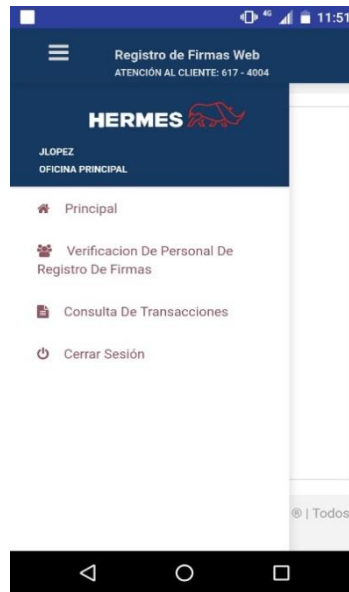 4G 11:51
Registro de Firmas Web
ATENCIÓN AL CLIENTE: 617 - 4004
HERMES
JLOPEZ
OFICINA PRINCIPAL
Principal
Verificacion De Personal De
Registro De Firmas
Consulta De Transacciones
Cerrar Sesión
® | Todos